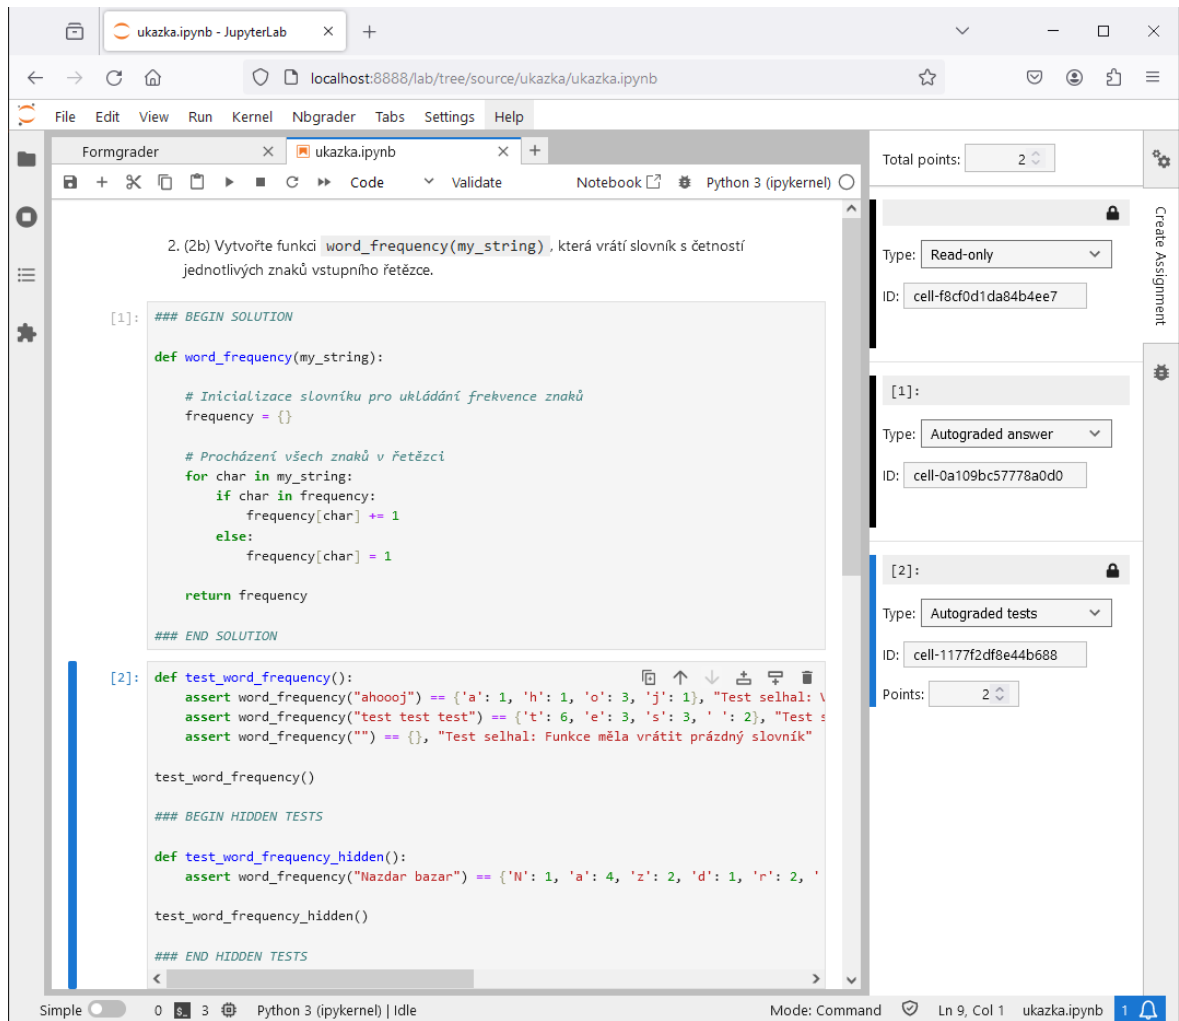 ukazka.ipynb - JupyterLab
localhost:8888/lab/tree/source/ukazka/ukazka.ipynb
File Edit View Run Kernel Nbgrader Tabs Settings Help
Formgrader
ukazka.ipynb
Code Validate Notebook Python 3 (ipykernel)
2. (2b) Vytvořte funkci word_frequency(my_string) , která vrátí slovník s četností
jednotlivých znaků vstupního řetězce.
[1]: ### BEGIN SOLUTION
def word_frequency(my_string):
# Inicializace slovníku pro ukládání frekvence znaků
frequency = {}
# Procházení všech znaků v řetězci
for char in my_string:
if char in frequency:
frequency[char] += 1
else:
frequency[char] = 1
return frequency
### END SOLUTION
[2]: def test_word_frequency():
assert word_frequency("ahoooj") == {'a': 1, 'h': 1, 'o': 3, 'j': 1}, "Test selhal: V
assert word_frequency("test test test") == {'t': 6, 'e': 3, 's': 3, ' ': 2}, "Test s
assert word_frequency("") == {}, "Test selhal: Funkce měla vrátit prázdný slovník"
test_word_frequency()
### BEGIN HIDDEN TESTS
def test_word_frequency_hidden():
assert word_frequency("Nazdar bazar") == {'N': 1, 'a': 4, 'z': 2, 'd': 1, 'r': 2, '
test_word_frequency_hidden()
### END HIDDEN TESTS
Total points: 2
Type: Read-only
ID: cell-f8cf0d1da84b4ee7
[1]:
Type: Autograded answer
ID: cell-0a109bc57778a0d0
[2]:
Type: Autograded tests
ID: cell-1177f2df8e44b688
Points: 2
Create Assignment
Simple 0 3 Python 3 (ipykernel) | Idle Mode: Command Ln 9, Col 1 ukazka.ipynb 1